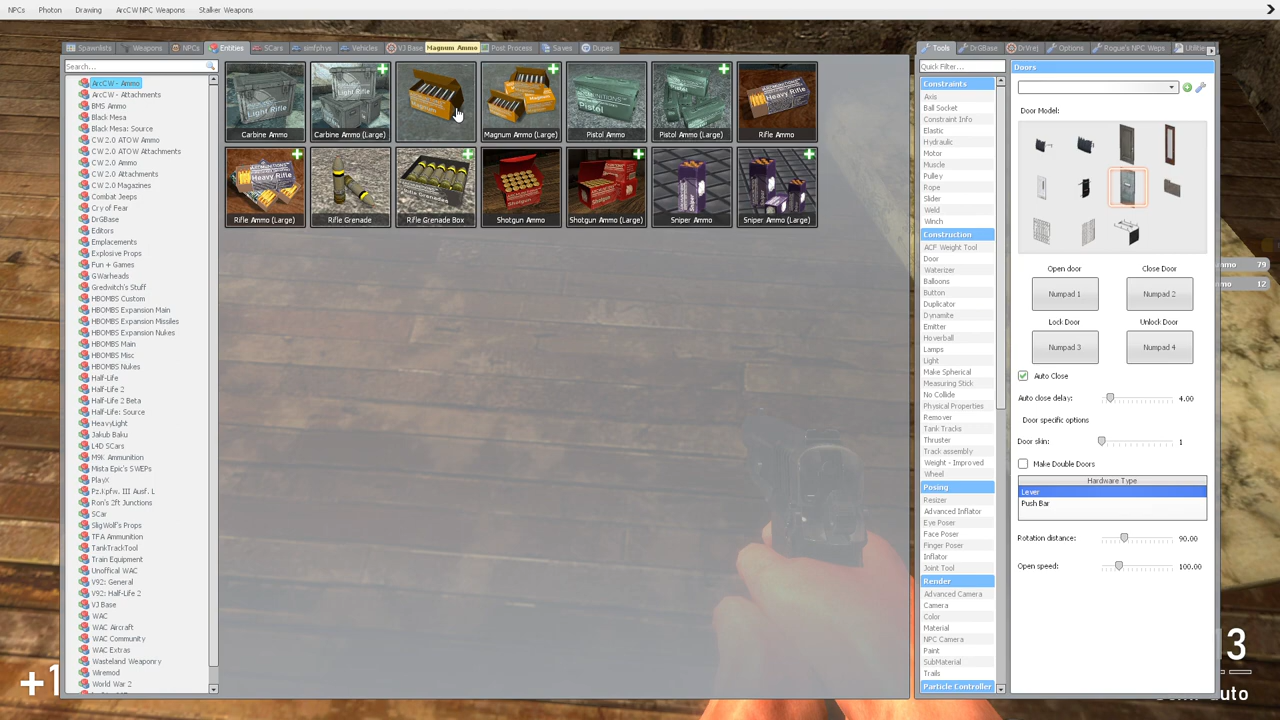 NPCs Photon Drawing ArcCW NPC Weapons Stalker Weapons
Spawnlists Weapons NPCs Entities SCars simfphys Vehicles VJ Base Magnum Ammo Post Process Saves Dupes
Search...
ArcCW - Ammo
ArcCW - Attachments
BMS Ammo
Black Mesa
Black Mesa: Source
CW 2.0 ATOW Ammo
CW 2.0 ATOW Attachments
CW 2.0 Ammo
CW 2.0 Attachments
CW 2.0 Magazines
Combat Jeeps
Cry of Fear
DrGBase
Editors
Emplacements
Explosive Props
Fun + Games
GWarheads
Gredwitch's Stuff
HBOMBS Custom
HBOMBS Expansion Main
HBOMBS Expansion Missiles
HBOMBS Expansion Nukes
HBOMBS Main
HBOMBS Misc
HBOMBS Nukes
Half-Life
Half-Life 2
Half-Life 2 Beta
Half-Life: Source
HeavyLight
Jakub Baku
L4D SCars
M9K Ammunition
Mista Epic's SWEPs
PlayX
Pz.Kpfw. III Ausf. L
Ron's 2ft Junctions
SCar
SligWolf's Props
TFA Ammunition
TankTrackTool
Train Equipment
Unoffical WAC
V92: General
V92: Half-Life 2
VJ Base
WAC
WAC Aircraft
WAC Community
WAC Extras
Wasteland Weaponry
Wiremod
World War 2
Carbine Ammo Carbine Ammo (Large) Magnum Ammo (Large) Pistol Ammo Pistol Ammo (Large) Rifle Ammo
Rifle Ammo (Large) Rifle Grenade Rifle Grenade Box Shotgun Ammo Shotgun Ammo (Large) Sniper Ammo Sniper Ammo (Large)
Tools DrGBase DrVrej Options Rogue's NPC Weps Utilitie
Quick Filter...
Constraints
Axis
Ball Socket
Constraint Info
Elastic
Hydraulic
Motor
Muscle
Pulley
Rope
Slider
Weld
Winch
Construction
ACF Weight Tool
Door
Waterizer
Balloons
Button
Duplicator
Dynamite
Emitter
Hoverball
Lamps
Light
Make Spherical
Measuring Stick
No Collide
Physical Properties
Remover
Tank Tracks
Thruster
Track assembly
Weight - Improved
Wheel
Posing
Resizer
Advanced Inflator
Eye Poser
Face Poser
Finger Poser
Inflator
Joint Tool
Render
Advanced Camera
Camera
Color
Material
NPC Camera
Paint
SubMaterial
Trails
Particle Controller
Doors
Door Model:
Open door Close Door
Numpad 1 Numpad 2
Lock Door Unlock Door
Numpad 3 Numpad 4
Auto Close
Auto close delay: 4.00
Door specific options
Door skin: 1
Make Double Doors
Hardware Type
Lever
Push Bar
Rotation distance: 90.00
Open speed: 100.00
79
12
+1
3